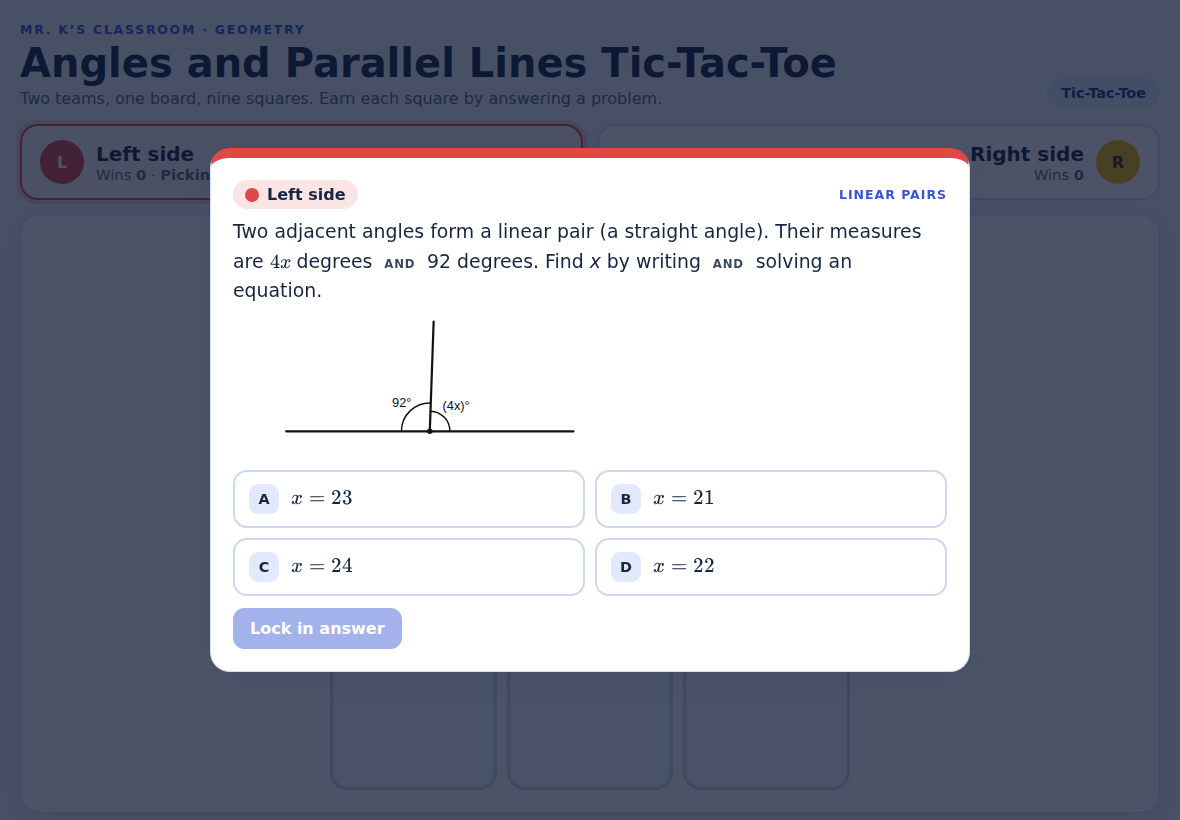 MR. K'S CLASSROOM · GEOMETRY
Angles and Parallel Lines Tic-Tac-Toe
Two teams, one board, nine squares. Earn each square by answering a problem.
Tic-Tac-Toe
L
Left side
Wins 0 · Pickin
Right side
Wins 0
R
Left side
LINEAR PAIRS
Two adjacent angles form a linear pair (a straight angle). Their measures
are 4x degrees AND 92 degrees. Find x by writing AND solving an
equation.
92°
(4x)°
A x = 23
B x = 21
C x = 24
D x = 22
Lock in answer